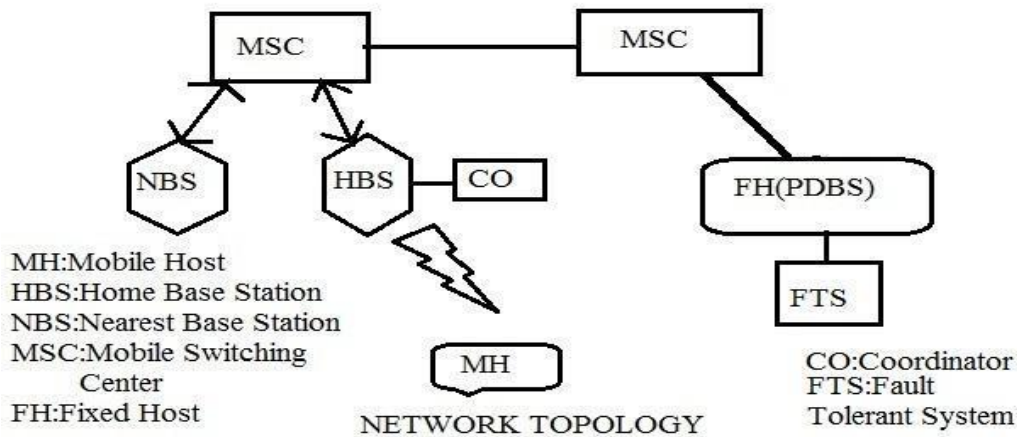 MSC
MSC
NBS
HBS
CO
FH(PDBS)
FTS
MH:Mobile Host
HBS:Home Base Station
NBS:Nearest Base Station
MSC:Mobile Switching
Center
FH:Fixed Host
MH
NETWORK TOPOLOGY
CO:Coordinator
FTS:Fault
Tolerant System